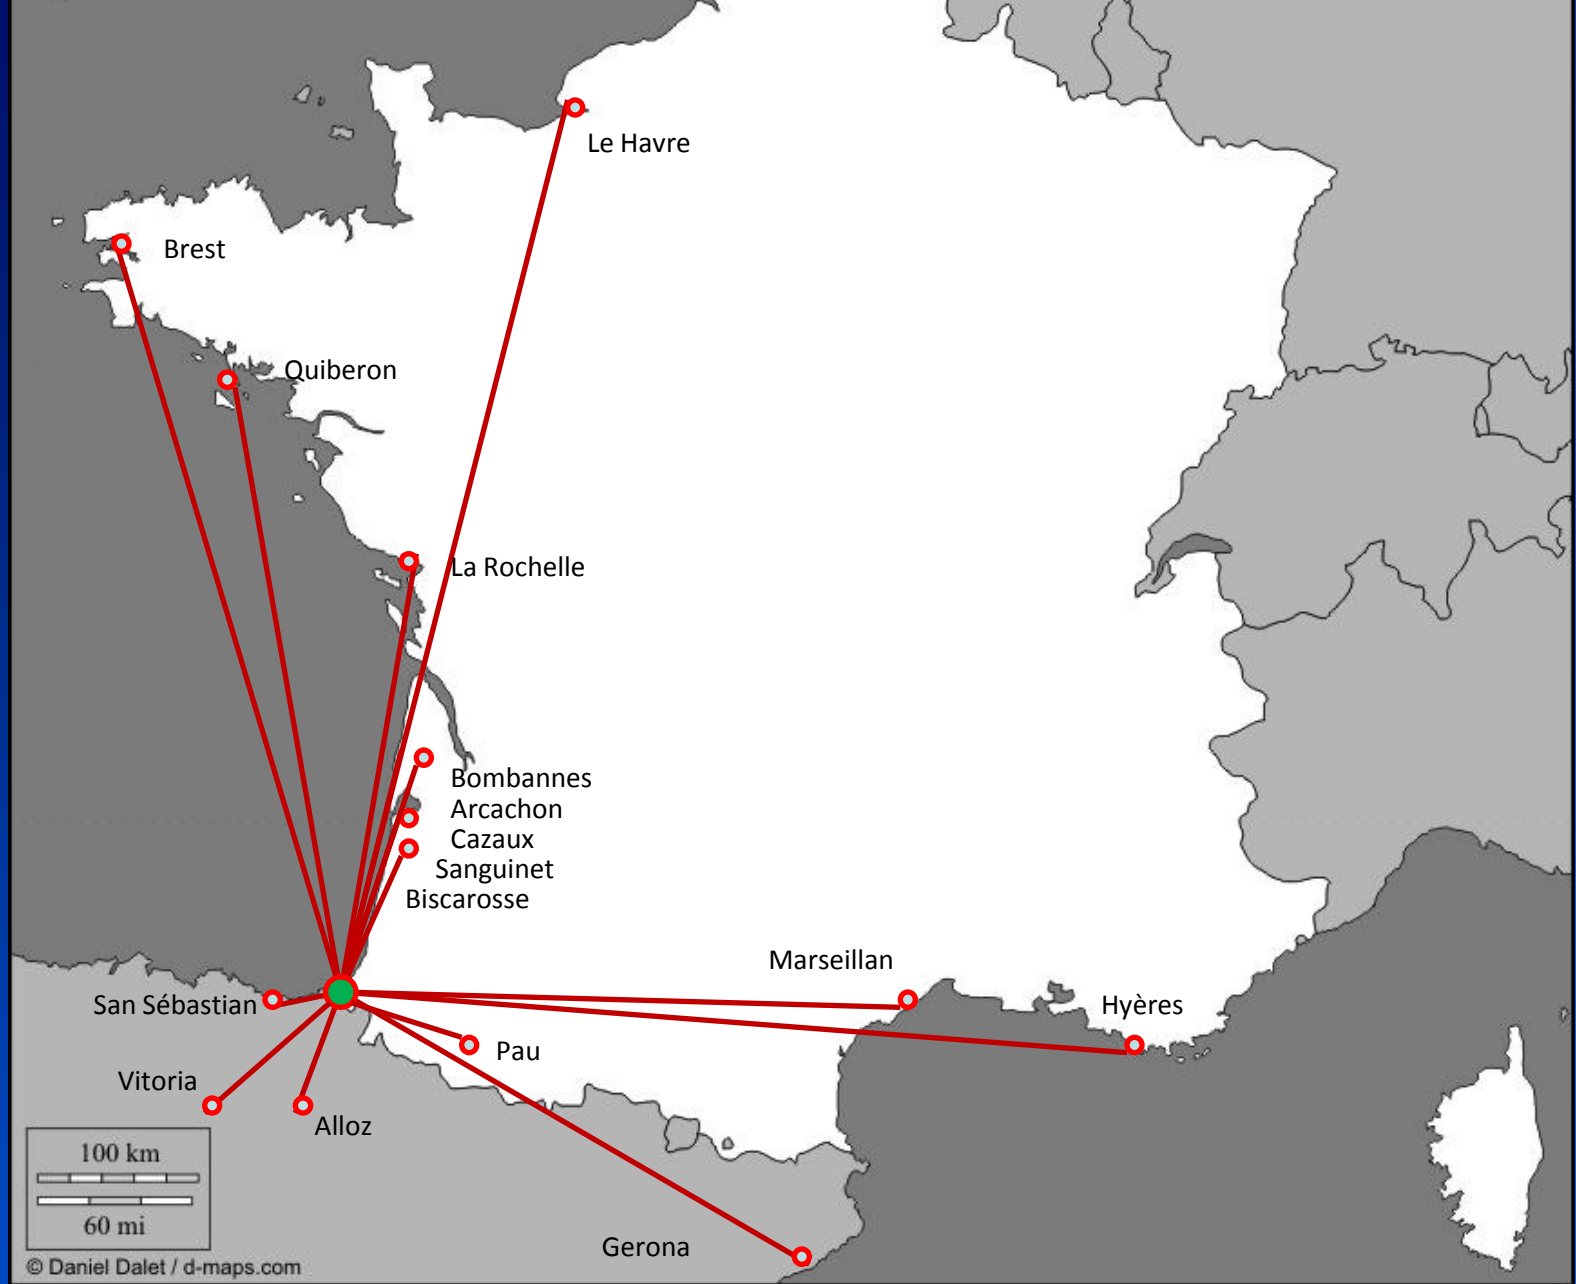 Le Havre
Brest
Quiberon
La Rochelle
Bombannes
Arcachon
Cazaux
Sanguinet
Biscarosse
Marseillan
San Sébastian
Hyères
Pau
Vitoria
Alloz
100 km
60 mi
Gerona
© Daniel Dalet / d-maps.com